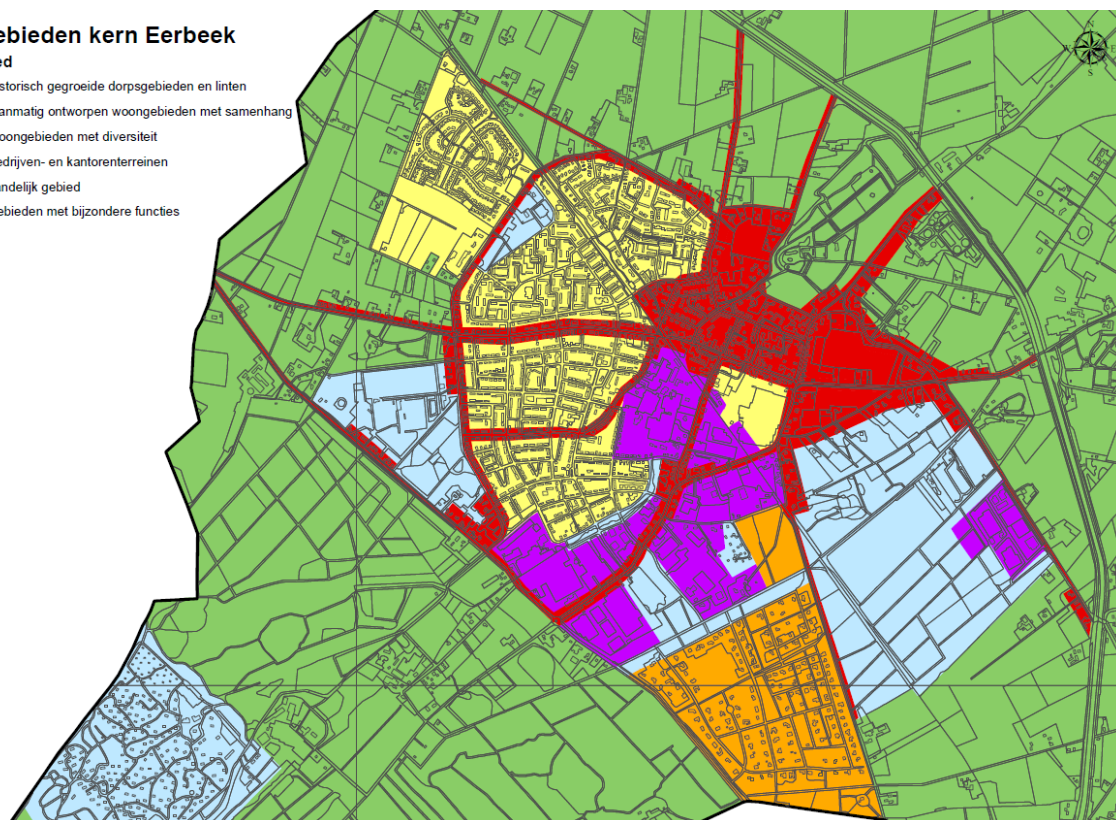 ebieden kern Eerbeek
ed
storisch gegroeide dorpsgebieden en linten
anmatig ontworpen woongebieden met samenhang
oongebieden met diversiteit
edrijven- en kantorenterreinen
ndelijk gebied
ebieden met bijzondere functies
N
W E
S